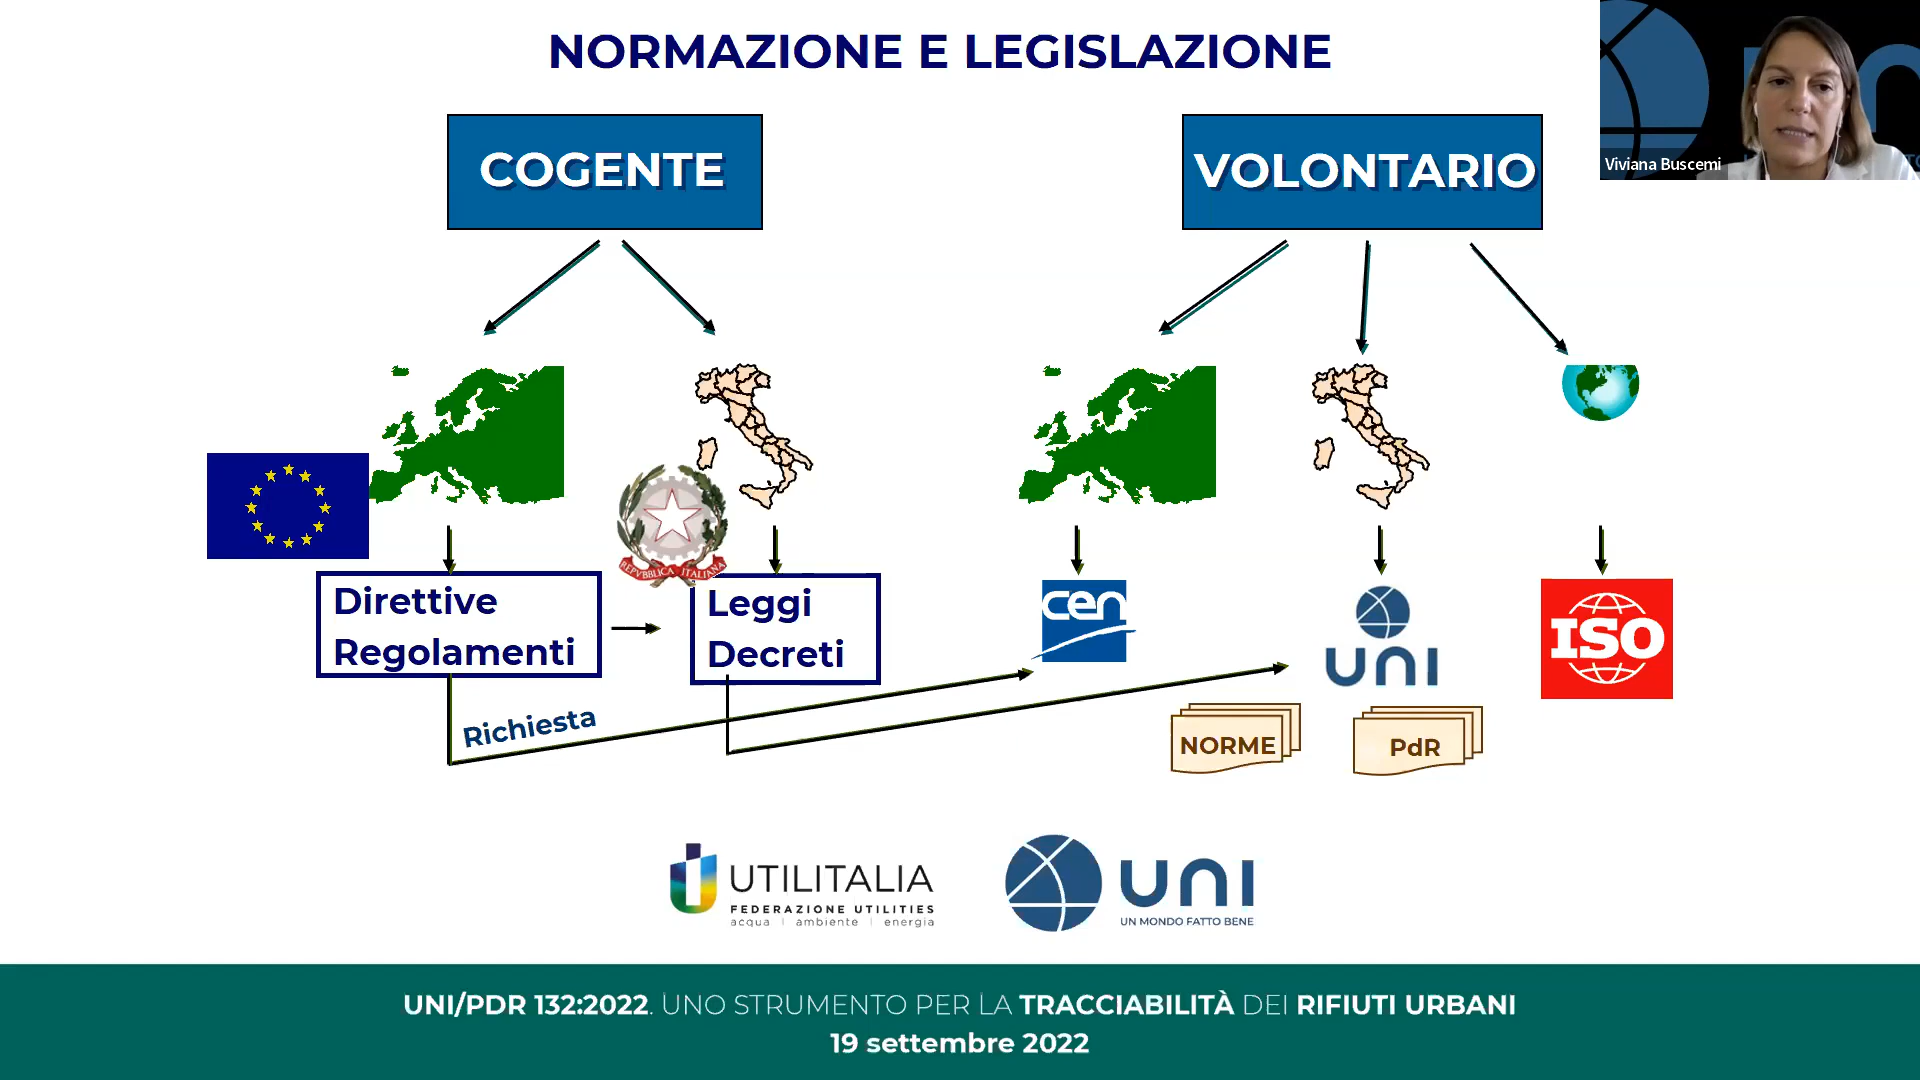 NORMAZIONE E LEGISLAZIONE
COGENTE
VOLONTARIO
Viviana Buscemi
REPVBBLICA ITALIANA
Direttive
Regolamenti
Leggi
Decreti
Richiesta
cen
UNI
ISO
NORME
PdR
UTILITALIA
FEDERAZIONE UTILITIES
acqua | ambiente | energia
UNI
UN MONDO FATTO BENE
UNI/PDR 132:2022. UNO STRUMENTO PER LA TRACCIABILITÀ DEI RIFIUTI URBANI
19 settembre 2022